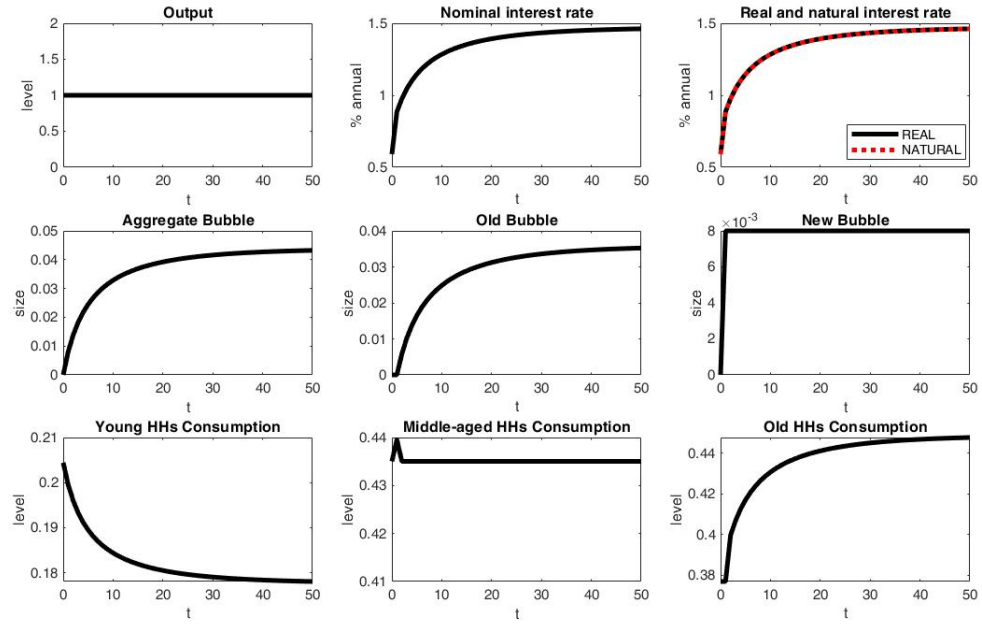 Output
2
1.5
1
0.5
0
level
0 10 20 30 40 50
t
Nominal interest rate
1.5
1
0.5
% annual
0 10 20 30 40 50
t
Real and natural interest rate
1.5
1
0.5
% annual
REAL
NATURAL
0 10 20 30 40 50
t
Aggregate Bubble
0.05
0.04
0.03
0.02
0.01
0
size
0 10 20 30 40 50
t
Old Bubble
0.04
0.03
0.02
0.01
0
size
0 10 20 30 40 50
t
New Bubble
×10⁻³
8
6
4
2
0
size
0 10 20 30 40 50
t
Young HHs Consumption
0.21
0.2
0.19
0.18
level
0 10 20 30 40 50
t
Middle-aged HHs Consumption
0.44
0.43
0.42
0.41
level
0 10 20 30 40 50
t
Old HHs Consumption
0.44
0.42
0.4
0.38
level
0 10 20 30 40 50
t